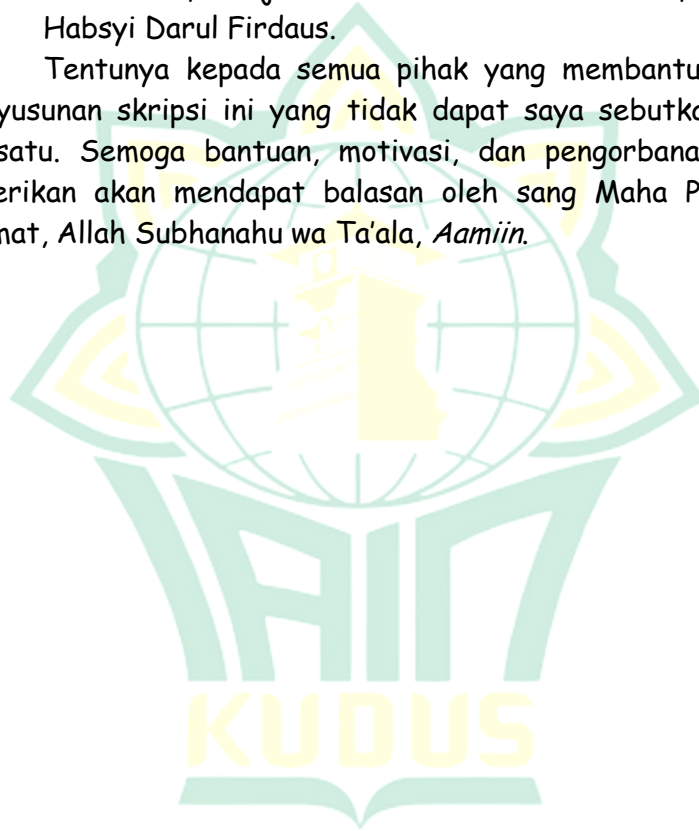 Habsyi Darul Firdaus.
Tentunya kepada semua pihak yang membantu
yusunan skripsi ini yang tidak dapat saya sebutka
satu. Semoga bantuan, motivasi, dan pengorbana
erikan akan mendapat balasan oleh sang Maha P
mat, Allah Subhanahu wa Ta'ala, Aamiin.
IAIN
KUDUS